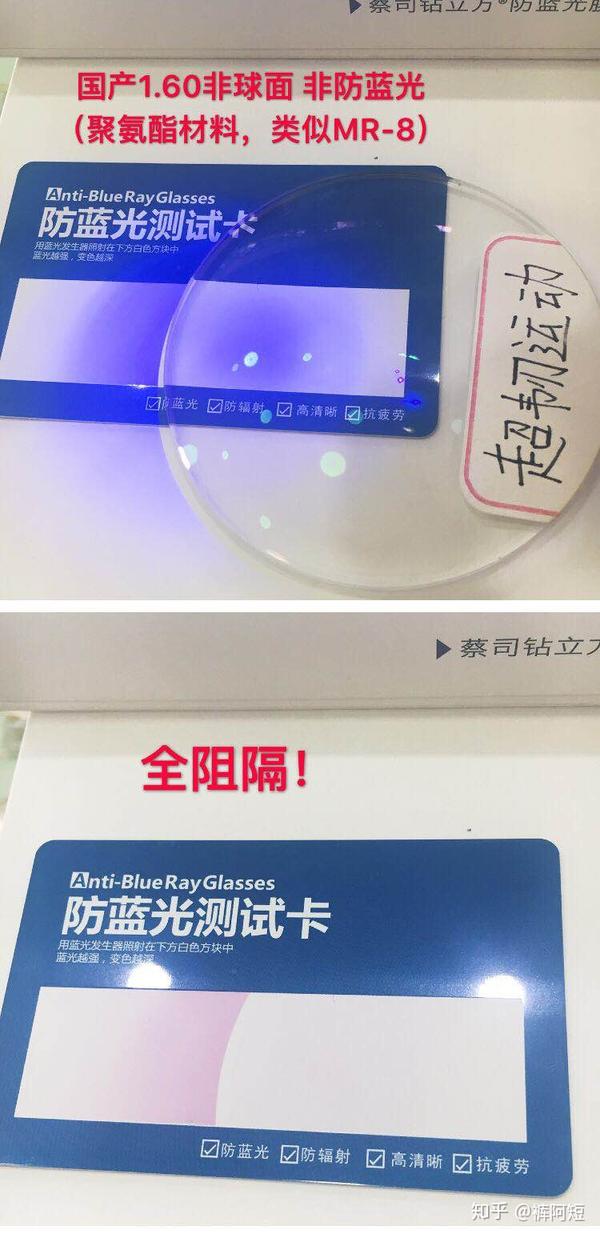 ▶蔡司钻立方®防蓝光膜
国产1.60非球面 非防蓝光
（聚氨酯材料，类似MR-8）
Anti-Blue Ray Glasses
防蓝光测试卡
用蓝光发生器照射在下方白色方块中
蓝光越强，变色越深
☑防蓝光 ☑防辐射 ☑高清晰 ☑抗疲劳
超韧运动
▶蔡司钻立方
全阻隔！
Anti-Blue Ray Glasses
防蓝光测试卡
用蓝光发生器照射在下方白色方块中
蓝光越强，变色越深
☑防蓝光 ☑防辐射 ☑高清晰 ☑抗疲劳
知乎 @裤阿短